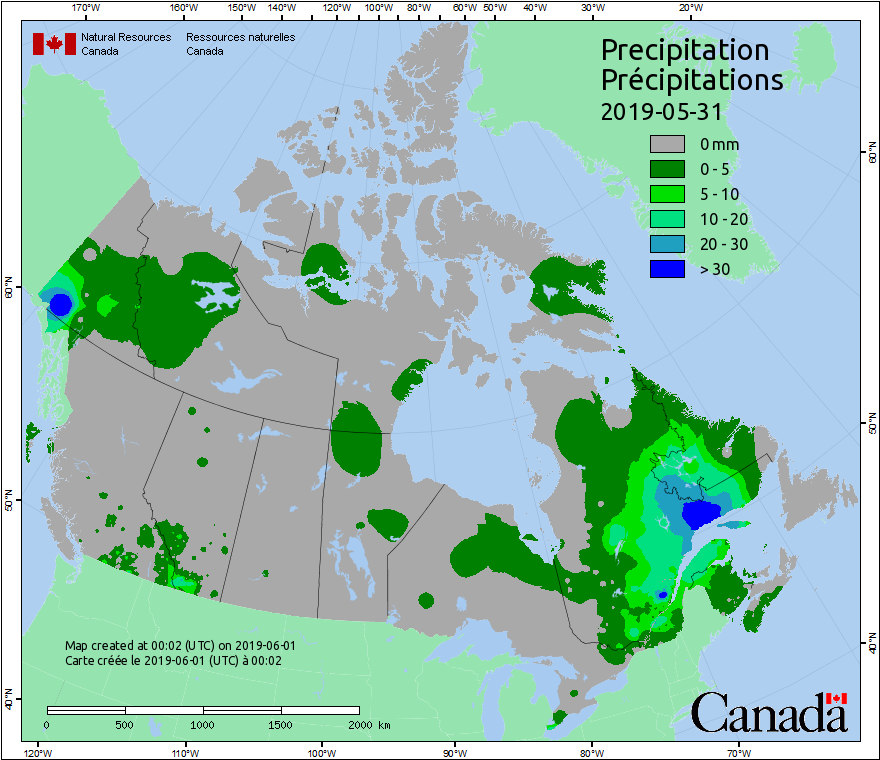 170°W 160°W 150°W 140°W 120°W 100°W 80°W 60°W 50°W 40°W 30°W 20°W
Natural Resources Ressources naturelles
Canada Canada
Precipitation
Précipitations
2019-05-31
0 mm
0 - 5
5 - 10
10 - 20
20 - 30
> 30
60°N
50°N
40°N
60°N
50°N
40°N
Map created at 00:02 (UTC) on 2019-06-01
Carte créée le 2019-06-01 (UTC) à 00:02
0 500 1000 1500 2000 km
Canada
120°W 110°W 100°W 90°W 80°W 70°W